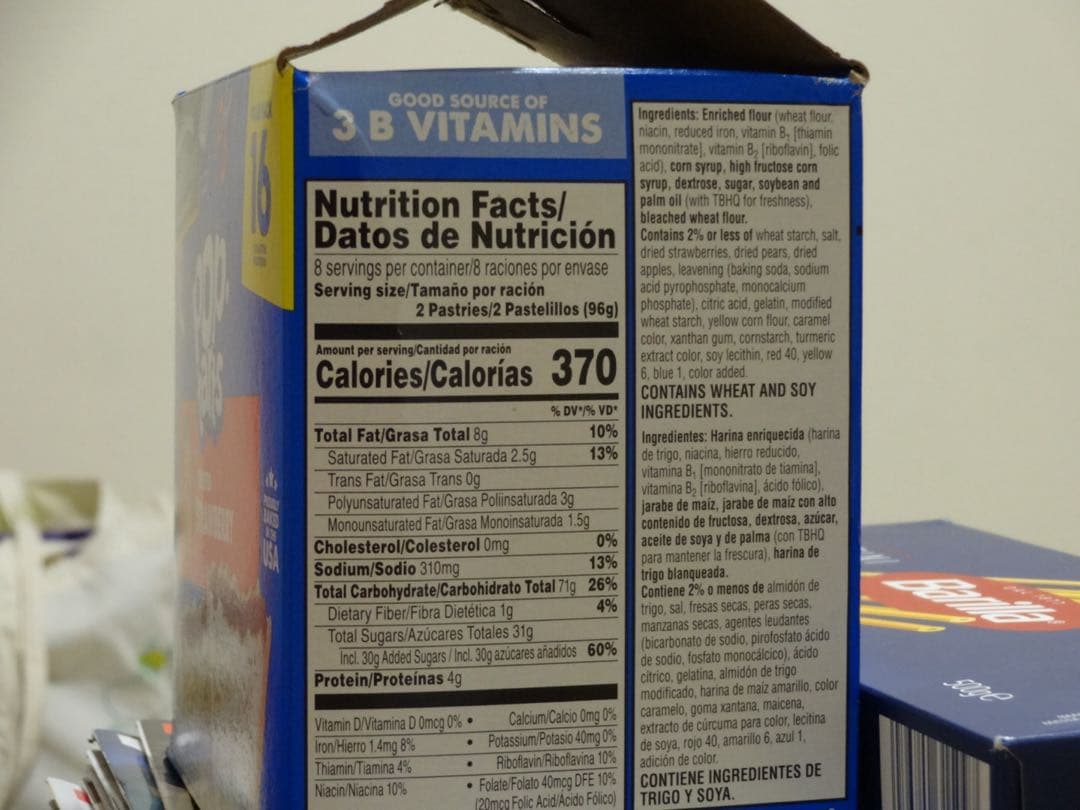 GOOD SOURCE OF
3 B VITAMINS
Nutrition Facts/
Datos de Nutrición
8 servings per container/8 raciones por envase
Serving size/Tamaño por ración
2 Pastries/2 Pastelillos (96g)
Amount per serving/Cantidad por ración
Calories/Calorías 370
% DV*/% VD*
Total Fat/Grasa Total 8g 10%
Saturated Fat/Grasa Saturada 2.5g 13%
Trans Fat/Grasa Trans 0g
Polyunsaturated Fat/Grasa Poliinsaturada 3g
Monounsaturated Fat/Grasa Monoinsaturada 1.5g
Cholesterol/Colesterol 0mg 0%
Sodium/Sodio 310mg 13%
Total Carbohydrate/Carbohidrato Total 71g 26%
Dietary Fiber/Fibra Dietética 1g 4%
Total Sugars/Azúcares Totales 31g
Incl. 30g Added Sugars / Incl. 30g azúcares añadidos 60%
Protein/Proteínas 4g
Vitamin D/Vitamina D 0mcg 0% • Calcium/Calcio 0mg 0%
Iron/Hierro 1.4mg 8% • Potassium/Potasio 40mg 0%
Thiamin/Tiamina 4% • Riboflavin/Riboflavina 10%
Niacin/Niacina 10% • Folate/Folato 40mcg DFE 10%
(20mcg Folic Acid/Ácido Fólico)
Ingredients: Enriched flour (wheat flour,
niacin, reduced iron, vitamin B₁ [thiamin
mononitrate], vitamin B₂ [riboflavin], folic
acid), corn syrup, high fructose corn
syrup, dextrose, sugar, soybean and
palm oil (with TBHQ for freshness),
bleached wheat flour.
Contains 2% or less of wheat starch, salt,
dried strawberries, dried pears, dried
apples, leavening (baking soda, sodium
acid pyrophosphate, monocalcium
phosphate), citric acid, gelatin, modified
wheat starch, yellow corn flour, caramel
color, xanthan gum, cornstarch, turmeric
extract color, soy lecithin, red 40, yellow
6, blue 1, color added.
CONTAINS WHEAT AND SOY
INGREDIENTS.
Ingredientes: Harina enriquecida (harina
de trigo, niacina, hierro reducido,
vitamina B₁ [mononitrato de tiamina],
vitamina B₂ [riboflavina], ácido fólico),
jarabe de maíz, jarabe de maíz con alto
contenido de fructosa, dextrosa, azúcar,
aceite de soya y de palma (con TBHQ
para mantener la frescura), harina de
trigo blanqueada.
Contiene 2% o menos de almidón de
trigo, sal, fresas secas, peras secas,
manzanas secas, agentes leudantes
(bicarbonato de sodio, pirofosfato ácido
de sodio, fosfato monocálcico), ácido
cítrico, gelatina, almidón de trigo
modificado, harina de maíz amarillo, color
caramelo, goma xantana, maicena,
extracto de cúrcuma para color, lecitina
de soya, rojo 40, amarillo 6, azul 1,
adición de color.
CONTIENE INGREDIENTES DE
TRIGO Y SOYA.
16
pop
tarts
PROUDLY
BAKED
IN THE
USA
Barilla
500g e